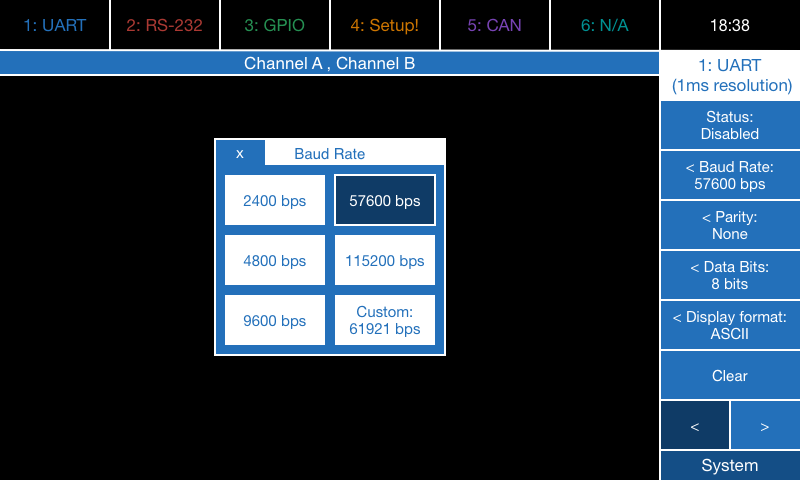 1: UART
2: RS-232
3: GPIO
4: Setup!
5: CAN
6: N/A
18:38
Channel A , Channel B
1: UART
(1ms resolution)
Status:
Disabled
< Baud Rate:
57600 bps
< Parity:
None
< Data Bits:
8 bits
< Display format:
ASCII
Clear
<
>
System
x
Baud Rate
2400 bps
57600 bps
4800 bps
115200 bps
9600 bps
Custom:
61921 bps